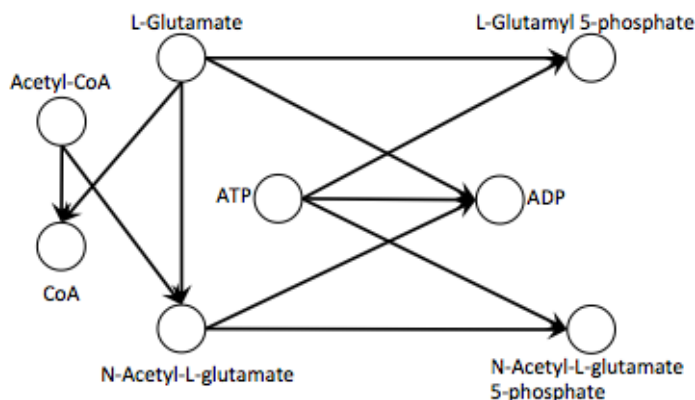 L-Glutamate
L-Glutamyl 5-phosphate
Acetyl-CoA
ATP
ADP
CoA
N-Acetyl-L-glutamate
N-Acetyl-L-glutamate
5-phosphate